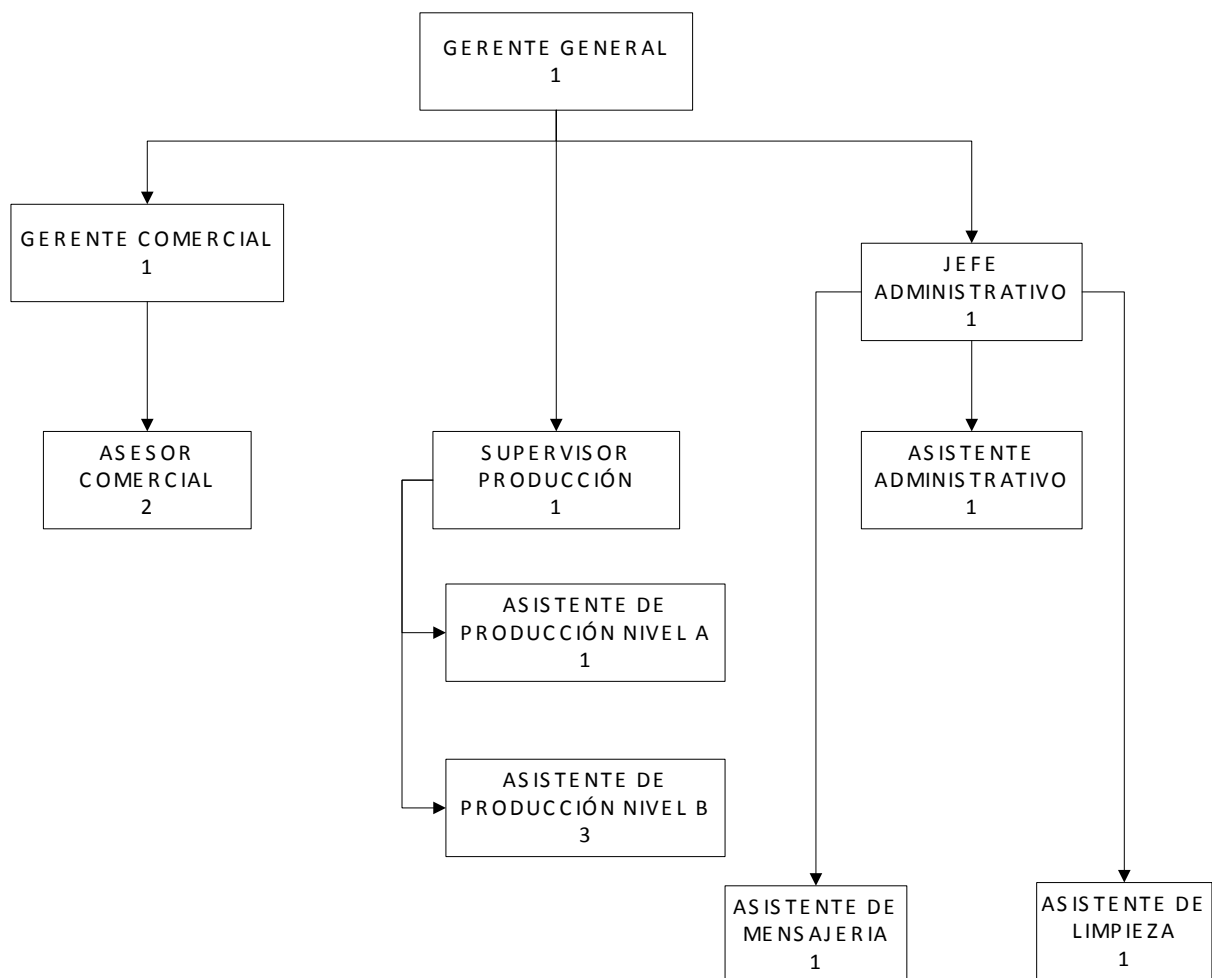 GERENTE GENERAL
1
GERENTE COMERCIAL
1
JEFE
ADMINISTRATIVO
1
ASESOR
COMERCIAL
2
SUPERVISOR
PRODUCCIÓN
1
ASISTENTE
ADMINISTRATIVO
1
ASISTENTE DE
PRODUCCIÓN NIVEL A
1
ASISTENTE DE
PRODUCCIÓN NIVEL B
3
ASISTENTE DE
MENSAJERIA
1
ASISTENTE DE
LIMPIEZA
1